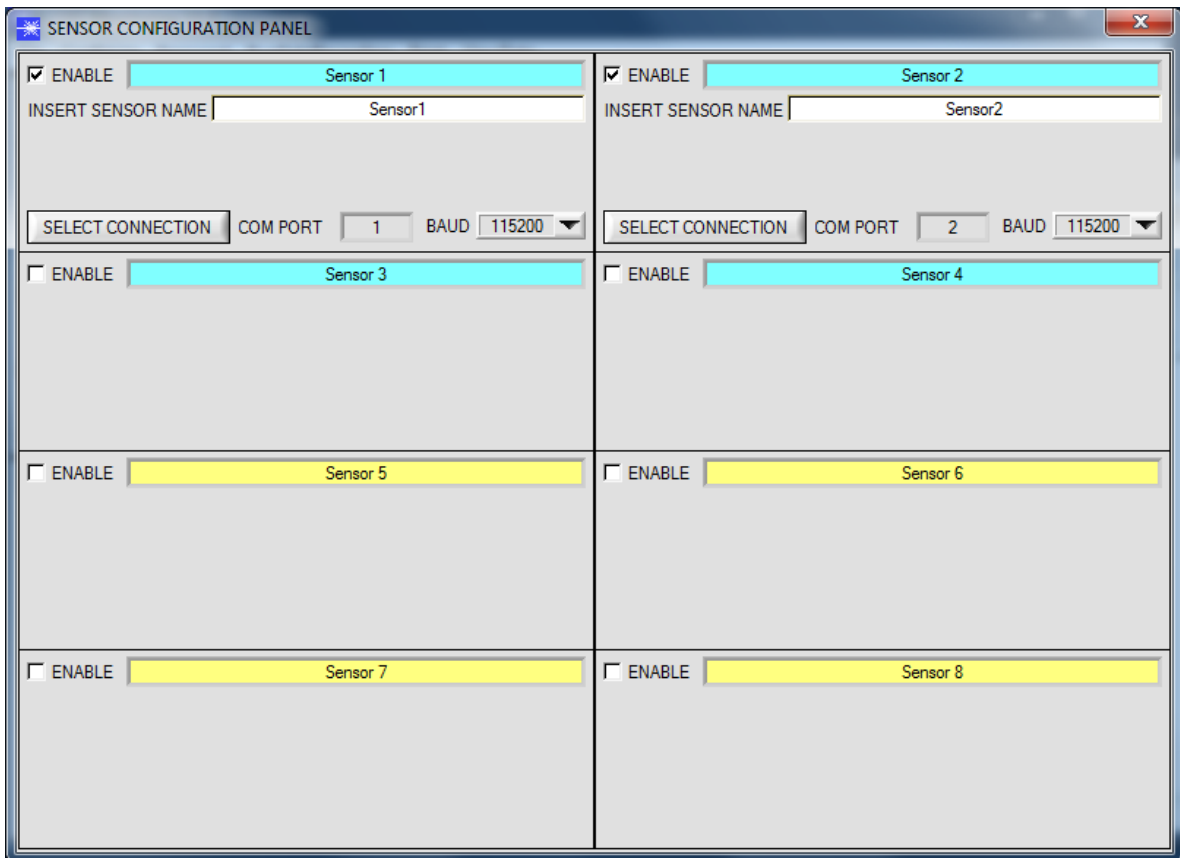 SENSOR CONFIGURATION PANEL
ENABLE Sensor 1
INSERT SENSOR NAME Sensor1
SELECT CONNECTION COM PORT 1 BAUD 115200
ENABLE Sensor 2
INSERT SENSOR NAME Sensor2
SELECT CONNECTION COM PORT 2 BAUD 115200
ENABLE Sensor 3
ENABLE Sensor 4
ENABLE Sensor 5
ENABLE Sensor 6
ENABLE Sensor 7
ENABLE Sensor 8